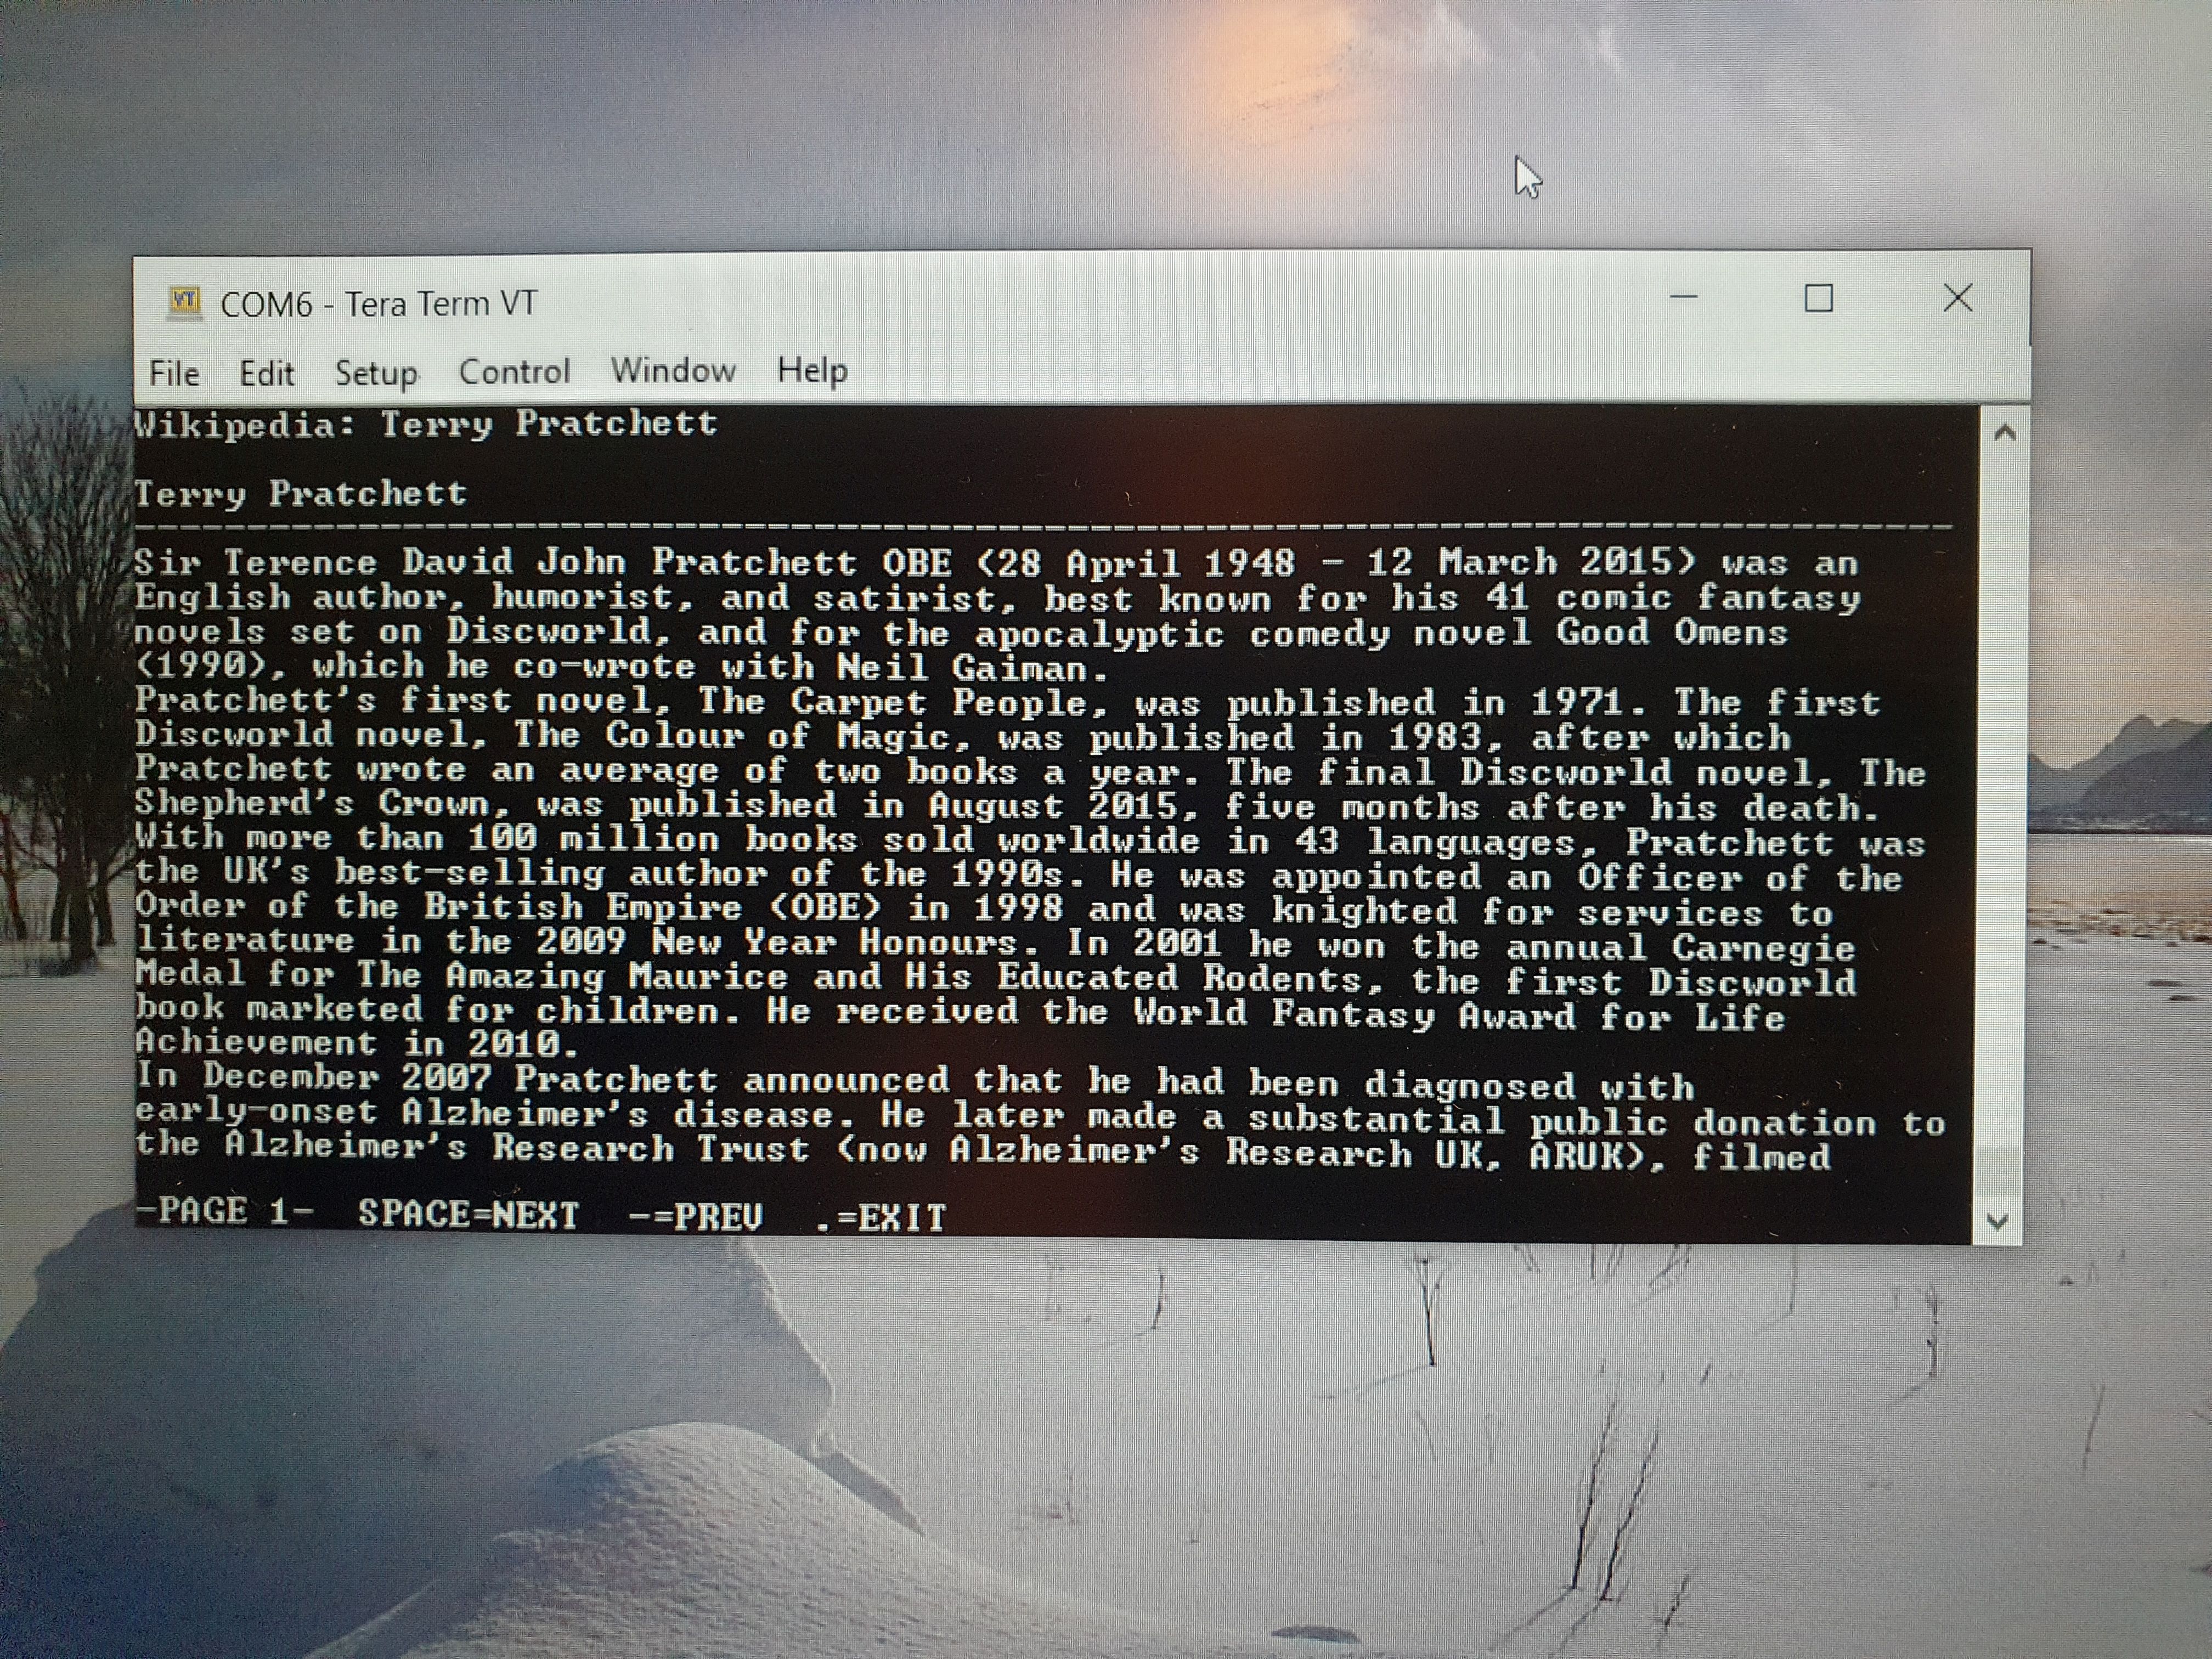 VT COM6 - Tera Term VT
File Edit Setup Control Window Help
Wikipedia: Terry Pratchett
Terry Pratchett
--------------------------------------------------------------------------------
Sir Terence David John Pratchett OBE (28 April 1948 - 12 March 2015) was an
English author, humorist, and satirist, best known for his 41 comic fantasy
novels set on Discworld, and for the apocalyptic comedy novel Good Omens
(1990), which he co-wrote with Neil Gaiman.
Pratchett's first novel, The Carpet People, was published in 1971. The first
Discworld novel, The Colour of Magic, was published in 1983, after which
Pratchett wrote an average of two books a year. The final Discworld novel, The
Shepherd's Crown, was published in August 2015, five months after his death.
With more than 100 million books sold worldwide in 43 languages, Pratchett was
the UK's best-selling author of the 1990s. He was appointed an Officer of the
Order of the British Empire (OBE) in 1998 and was knighted for services to
literature in the 2009 New Year Honours. In 2001 he won the annual Carnegie
Medal for The Amazing Maurice and His Educated Rodents, the first Discworld
book marketed for children. He received the World Fantasy Award for Life
Achievement in 2010.
In December 2007 Pratchett announced that he had been diagnosed with
early-onset Alzheimer's disease. He later made a substantial public donation to
the Alzheimer's Research Trust (now Alzheimer's Research UK, ARUK), filmed
-PAGE 1- SPACE=NEXT -=PREV .=EXIT